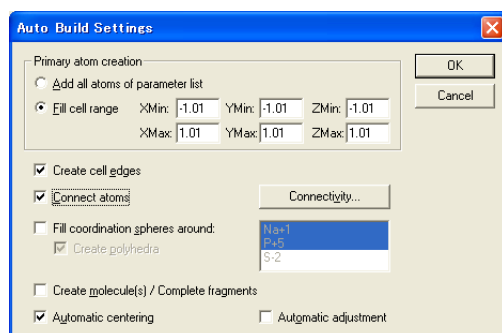 Auto Build Settings
Primary atom creation
Add all atoms of parameter list
Fill cell range XMin: -1.01 YMin: -1.01 ZMin: -1.01
XMax: 1.01 YMax: 1.01 ZMax: 1.01
OK
Cancel
Create cell edges
Connect atoms
Connectivity...
Fill coordination spheres around:
Create polyhedra
Na+1
P+5
S-2
Create molecule(s) / Complete fragments
Automatic centering
Automatic adjustment